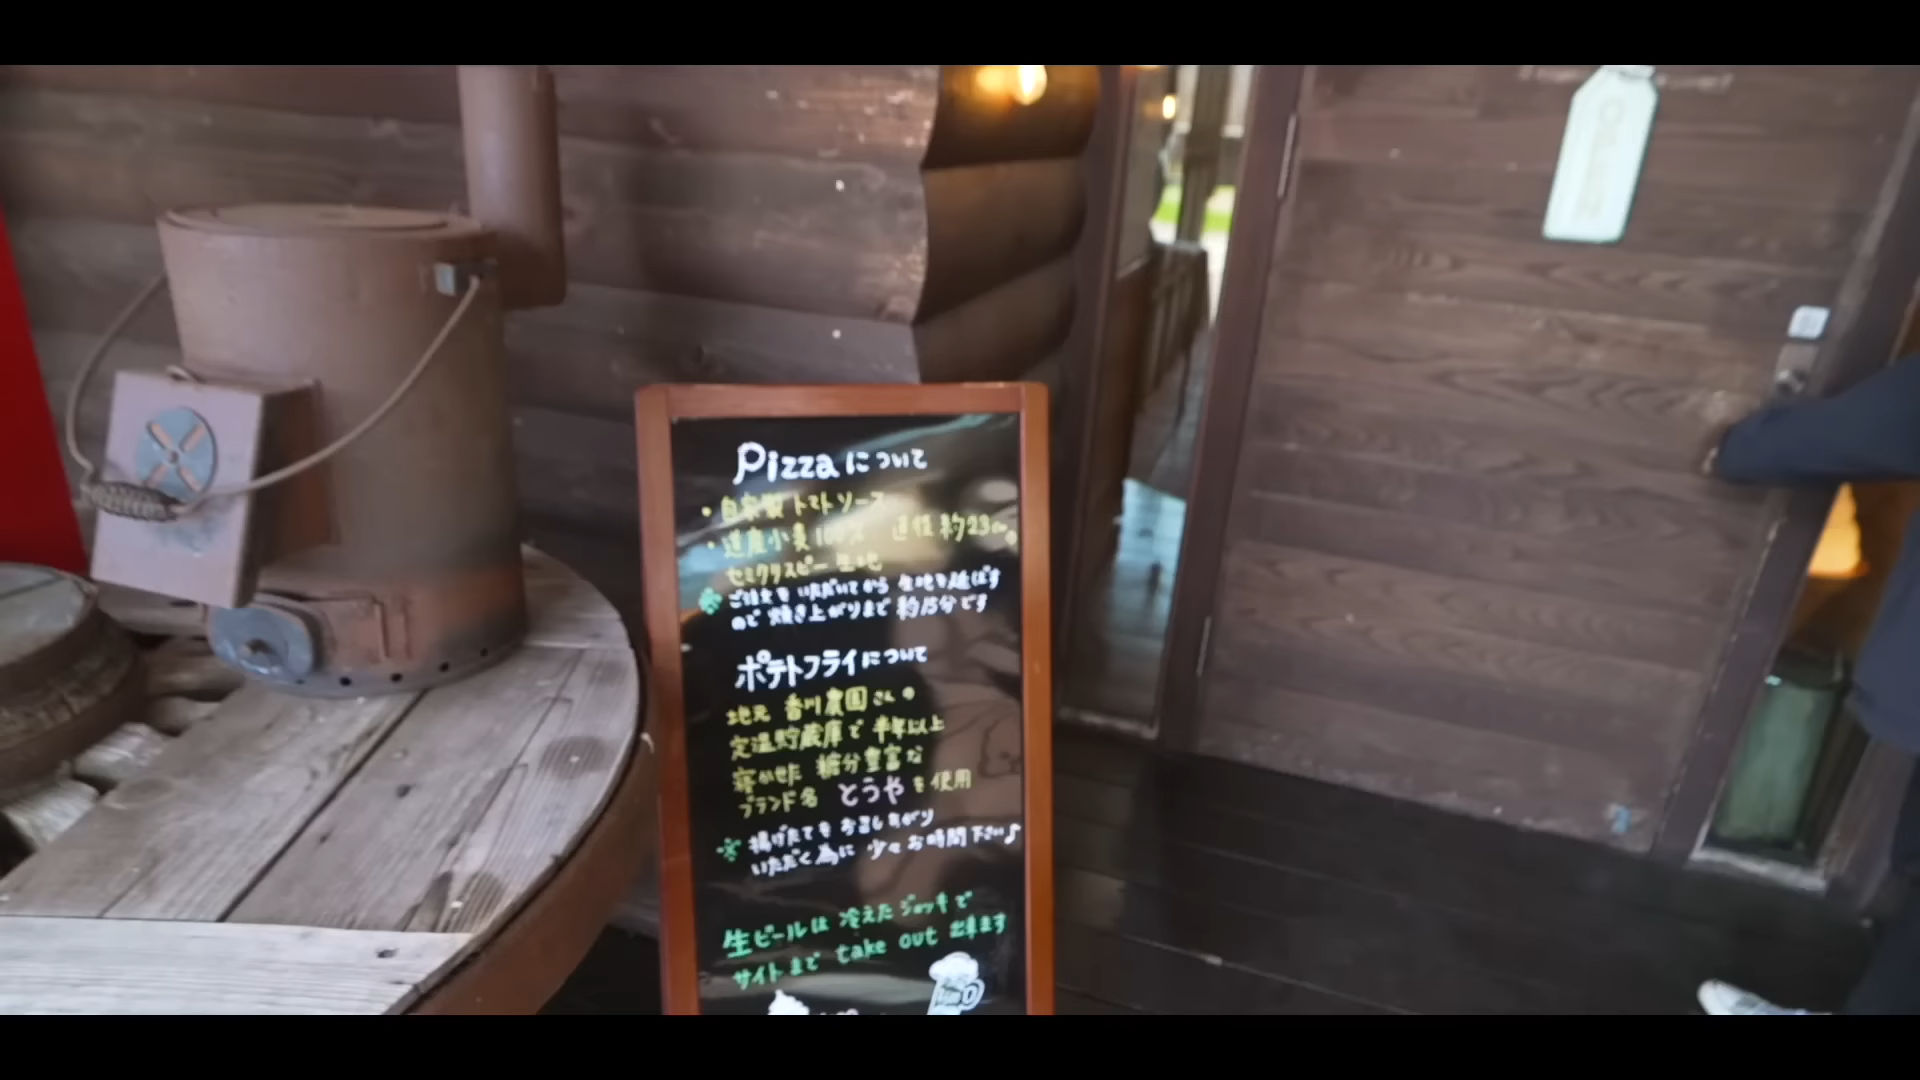 Pizzaについて
・自家製トマトソース
・道産小麦100% 直径約23cm。
セミクリスピー生地
※ご注文をいただいてから生地を延ばす
ので焼き上がりまで約15分です
ポテトフライについて
地元 香川農園さんの
定温貯蔵庫で半年以上
寝かせた 糖分豊富な
ブランド名 とうや を使用
※揚げたてをお召し上がり
いただく為に 少々お時間下さい♪
生ビールは冷えたジョッキで
サイトまで take out 出来ます